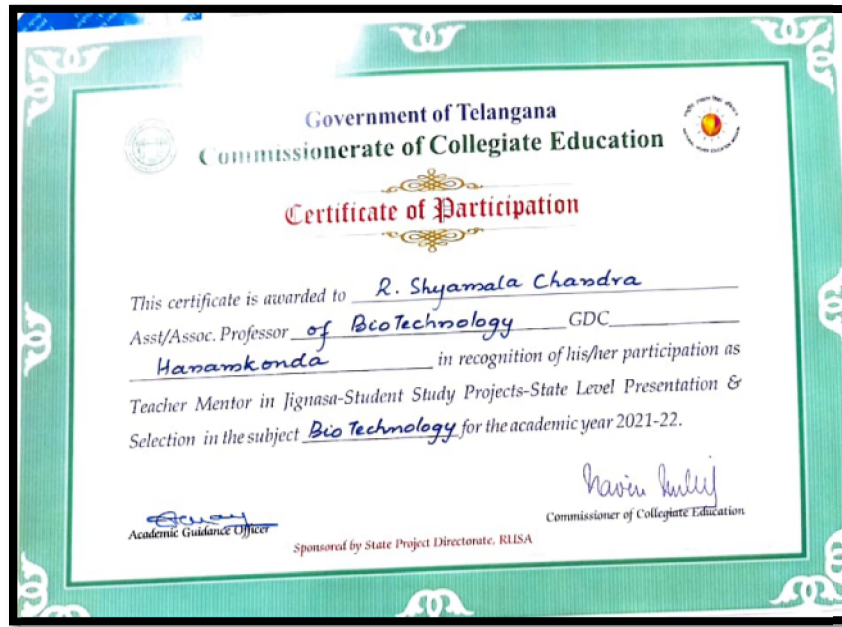 Government of Telangana
Commissionerate of Collegiate Education
Certificate of Participation
This certificate is awarded to R. Shyamala Chandra
Asst/Assoc. Professor of BioTechnology GDC
Hanamkonda in recognition of his/her participation as
Teacher Mentor in Jignasa-Student Study Projects-State Level Presentation &
Selection in the subject Bio Technology for the academic year 2021-22.
Academic Guidance Officer
Commissioner of Collegiate Education
Sponsored by State Project Directorate, RUSA